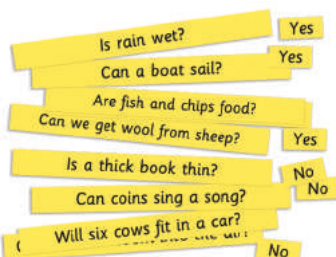 Is rain wet?
Yes
Can a boat sail?
Yes
Are fish and chips food?
Can we get wool from sheep?
Yes
Is a thick book thin?
No
Can coins sing a song?
No
Will six cows fit in a car?
No